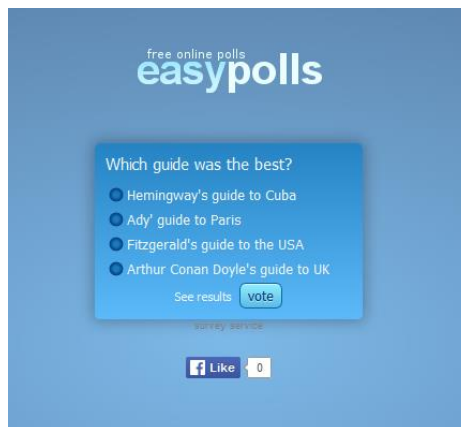 free online polls
easypolls
Which guide was the best?
Hemingway's guide to Cuba
Ady' guide to Paris
Fitzgerald's guide to the USA
Arthur Conan Doyle's guide to UK
See results vote
survey service
Like 0